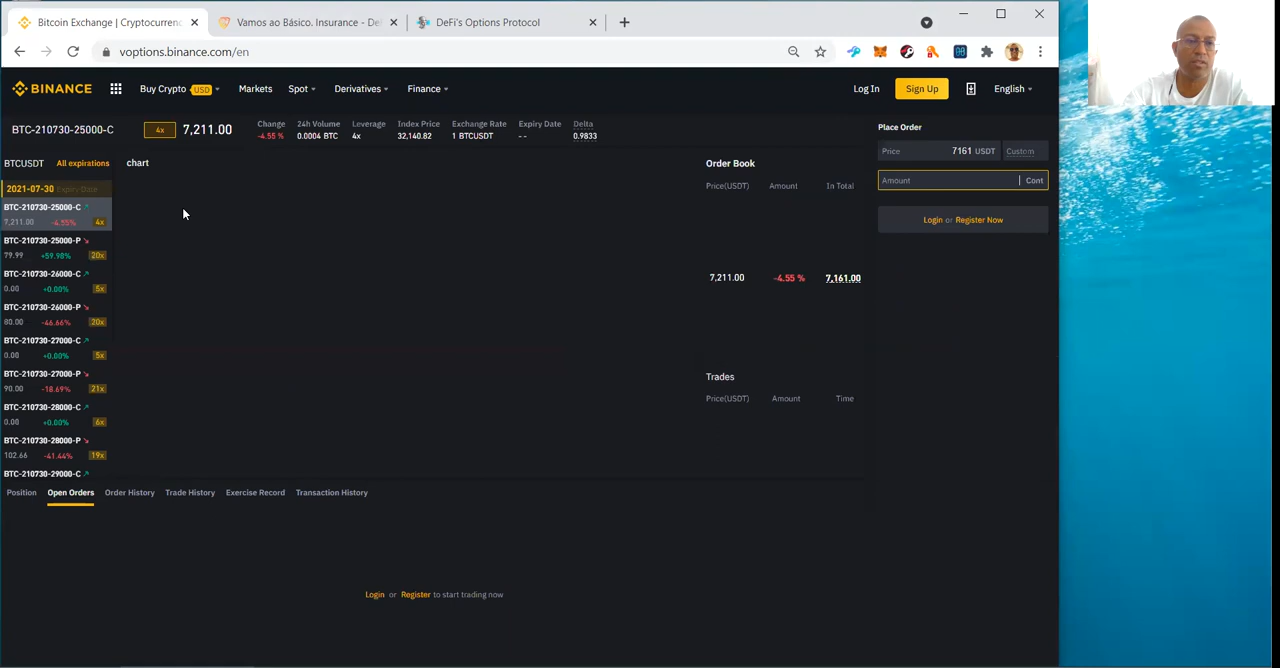 Bitcoin Exchange | Cryptocurrenc
Vamos ao Básico. Insurance - De
DeFi's Options Protocol
voptions.binance.com/en
BINANCE
Buy Crypto USD
Markets
Spot
Derivatives
Finance
Log In
Sign Up
English
BTC-210730-25000-C
4x
7,211.00
Change
-4.55 %
24h Volume
0.0004 BTC
Leverage
4x
Index Price
32,140.82
Exchange Rate
1 BTCUSDT
Expiry Date
--
Delta
0.9833
BTCUSDT All expirations
2021-07-30 Expiry Date
BTC-210730-25000-C
7,211.00 -4.55% 4x
BTC-210730-25000-P
79.99 +59.98% 20x
BTC-210730-26000-C
0.00 +0.00% 5x
BTC-210730-26000-P
80.00 -46.66% 20x
BTC-210730-27000-C
0.00 +0.00% 5x
BTC-210730-27000-P
90.00 -18.69% 21x
BTC-210730-28000-C
0.00 +0.00% 6x
BTC-210730-28000-P
102.66 -41.44% 19x
BTC-210730-29000-C
chart
Order Book
Price(USDT) Amount In Total
7,211.00 -4.55 % 7,161.00
Trades
Price(USDT) Amount Time
Place Order
Price 7161 USDT Custom
Amount Cont
Login or Register Now
Position Open Orders Order History Trade History Exercise Record Transaction History
Login or Register to start trading now